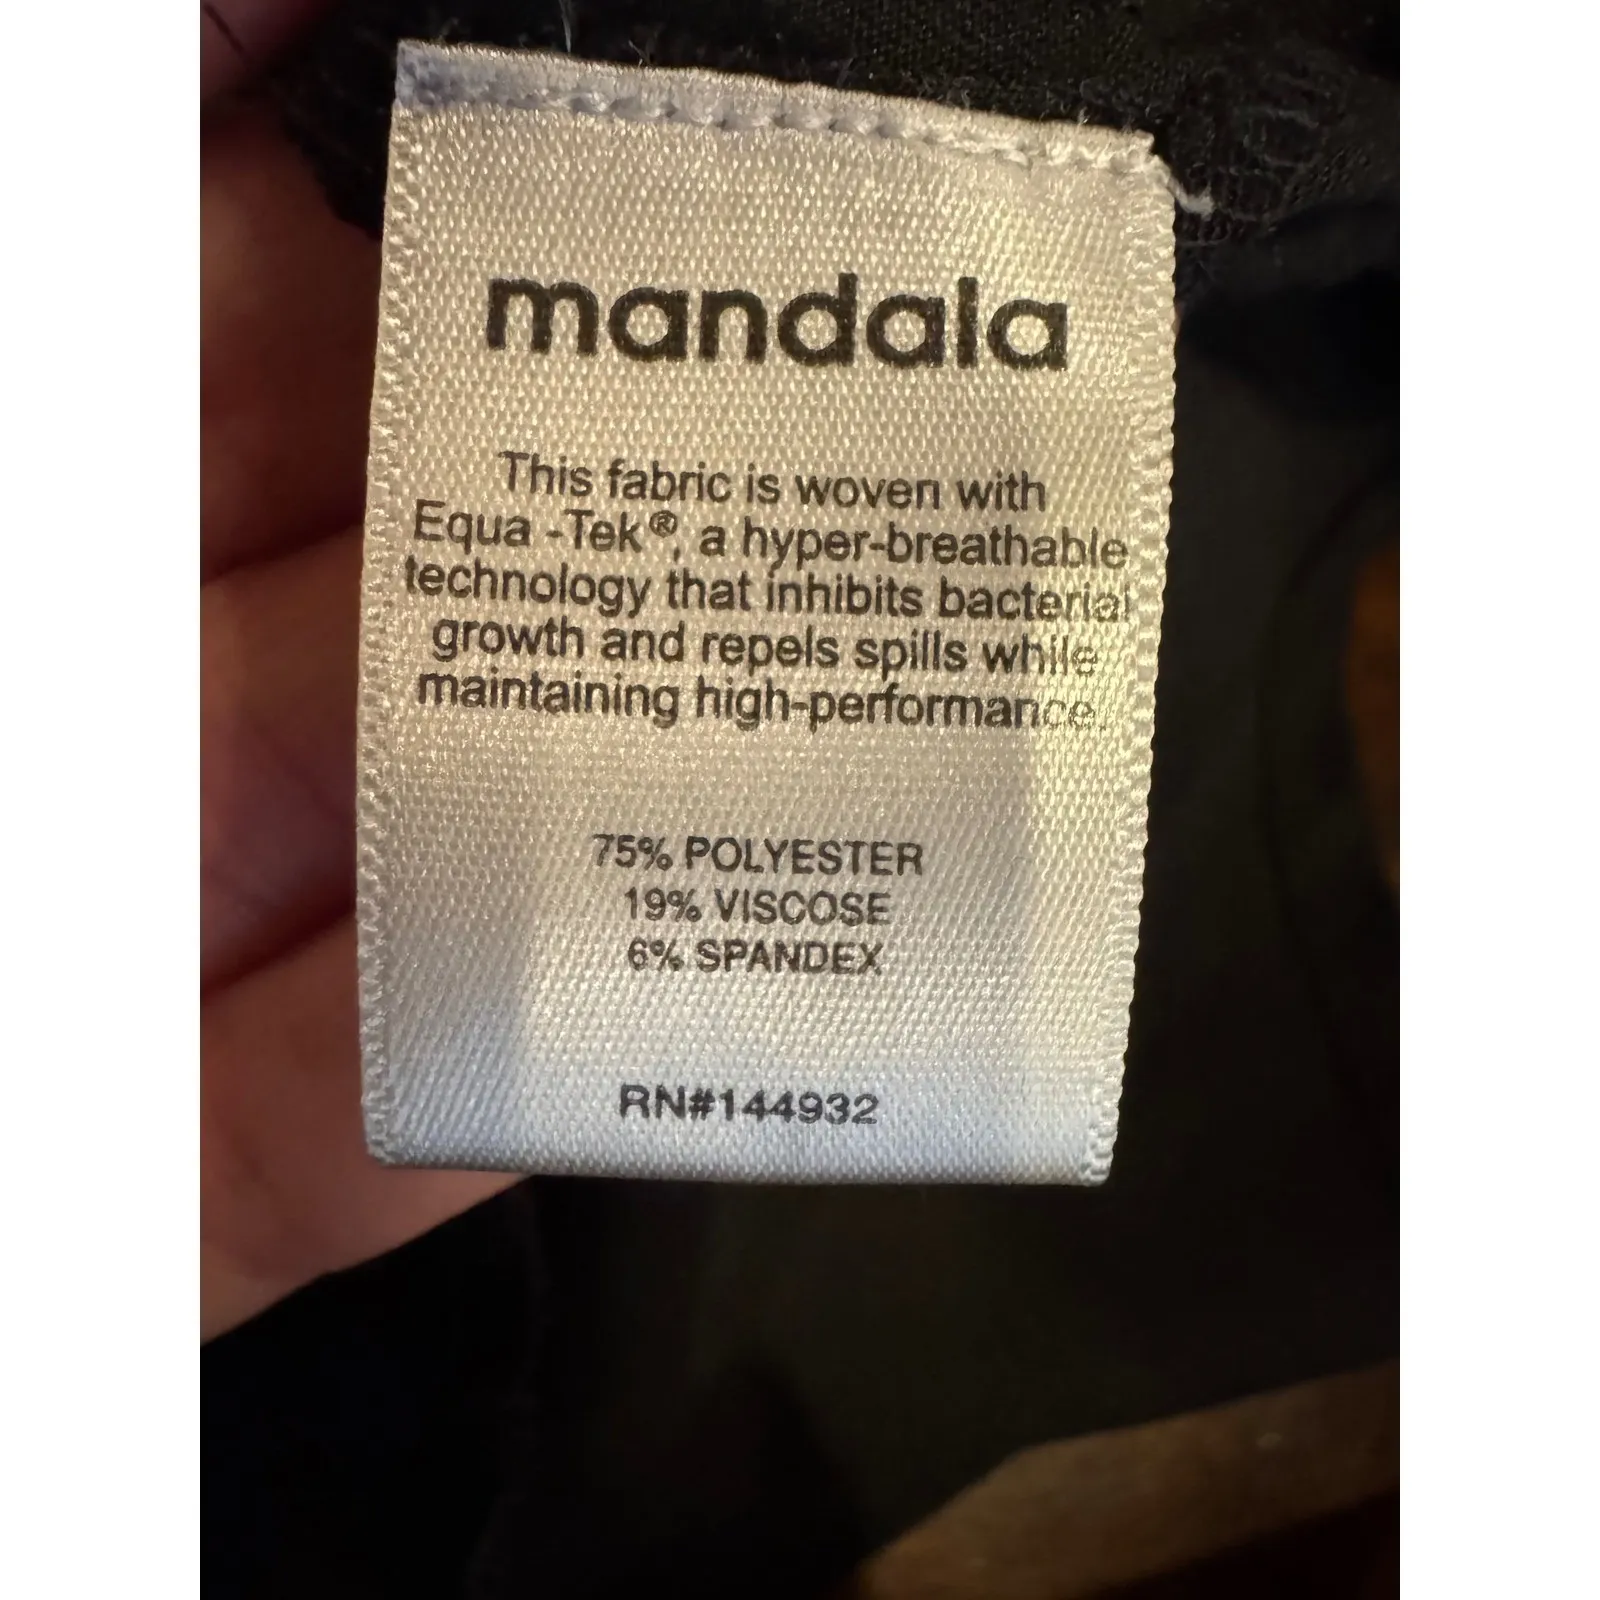 mandala
This fabric is woven with
Equa -Tek®, a hyper-breathable
technology that inhibits bacterial
growth and repels spills while
maintaining high-performance.
75% POLYESTER
19% VISCOSE
6% SPANDEX
RN#144932